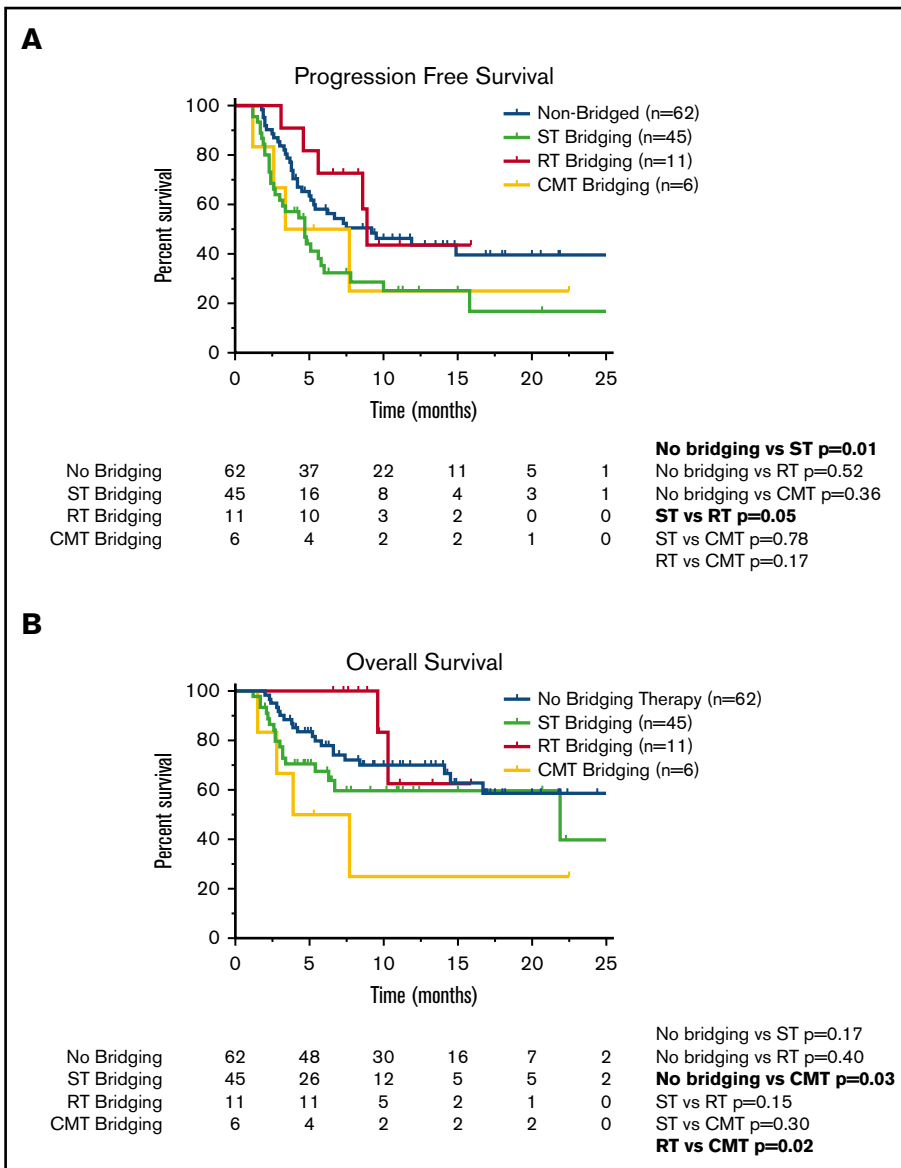 A
Progression Free Survival
Percent survival
100
80
60
40
20
0
Non-Bridged (n=62)
ST Bridging (n=45)
RT Bridging (n=11)
CMT Bridging (n=6)
0 5 10 15 20 25
Time (months)
No Bridging 62 37 22 11 5 1
ST Bridging 45 16 8 4 3 1
RT Bridging 11 10 3 2 0 0
CMT Bridging 6 4 2 2 1 0
No bridging vs ST p=0.01
No bridging vs RT p=0.52
No bridging vs CMT p=0.36
ST vs RT p=0.05
ST vs CMT p=0.78
RT vs CMT p=0.17
B
Overall Survival
Percent survival
100
80
60
40
20
0
No Bridging Therapy (n=62)
ST Bridging (n=45)
RT Bridging (n=11)
CMT Bridging (n=6)
0 5 10 15 20 25
Time (months)
No Bridging 62 48 30 16 7 2
ST Bridging 45 26 12 5 5 2
RT Bridging 11 11 5 2 1 0
CMT Bridging 6 4 2 2 2 0
No bridging vs ST p=0.17
No bridging vs RT p=0.40
No bridging vs CMT p=0.03
ST vs RT p=0.15
ST vs CMT p=0.30
RT vs CMT p=0.02